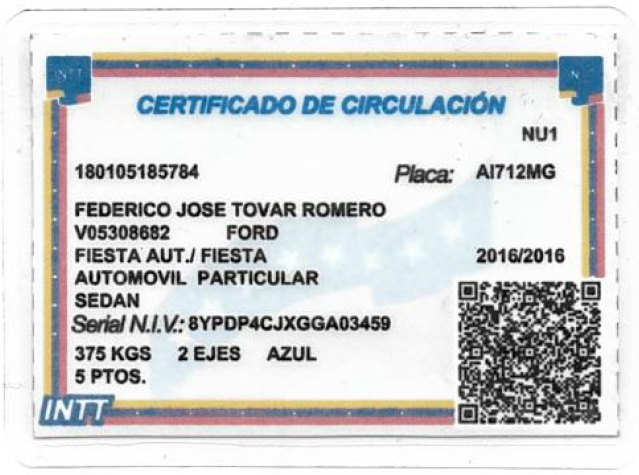 INTT
CERTIFICADO DE CIRCULACIÓN
NU1
180105185784 Placa: AI712MG
FEDERICO JOSE TOVAR ROMERO
V05308682 FORD
FIESTA AUT./ FIESTA 2016/2016
AUTOMOVIL PARTICULAR
SEDAN
Serial N.I.V.: 8YPDP4CJXGGA03459
375 KGS 2 EJES AZUL
5 PTOS.
INTT